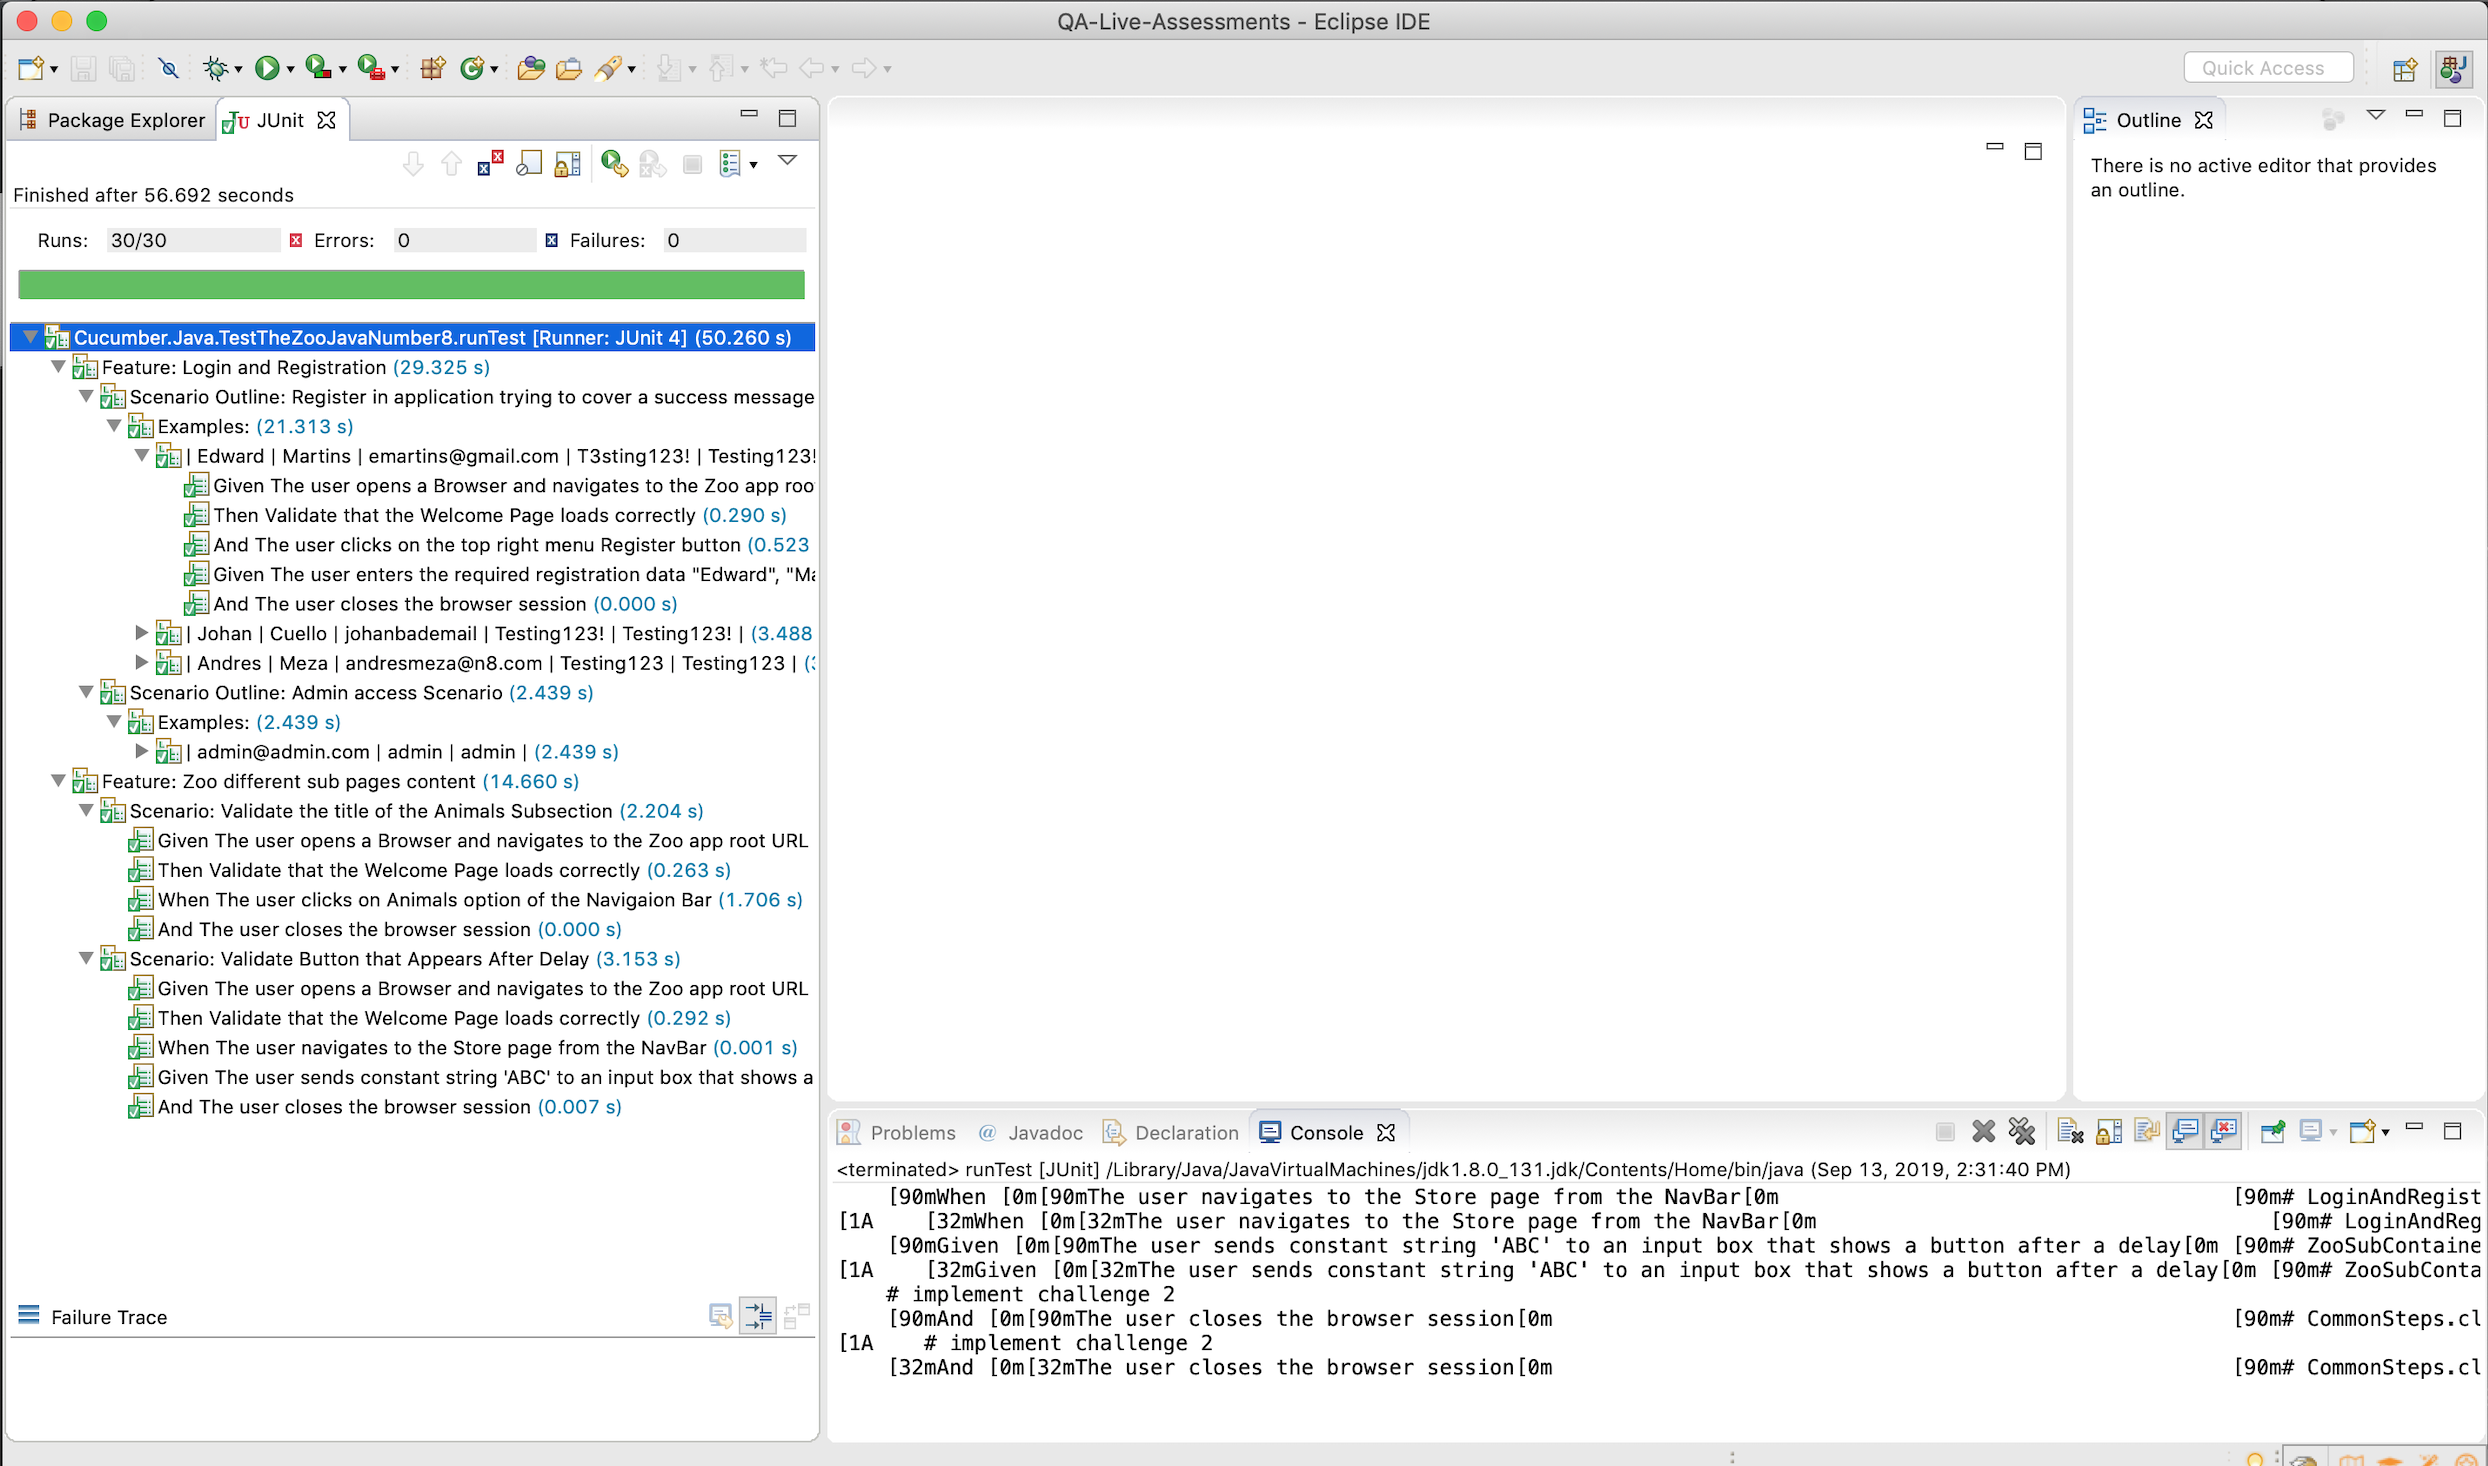 QA-Live-Assessments - Eclipse IDE
Quick Access
Package Explorer
JUnit
Finished after 56.692 seconds
Runs: 30/30 Errors: 0 Failures: 0
Cucumber.Java.TestTheZooJavaNumber8.runTest [Runner: JUnit 4] (50.260 s)
Feature: Login and Registration (29.325 s)
Scenario Outline: Register in application trying to cover a success message
Examples: (21.313 s)
| Edward | Martins | emartins@gmail.com | T3sting123! | Testing123!
Given The user opens a Browser and navigates to the Zoo app roo
Then Validate that the Welcome Page loads correctly (0.290 s)
And The user clicks on the top right menu Register button (0.523
Given The user enters the required registration data "Edward", "Ma
And The user closes the browser session (0.000 s)
| Johan | Cuello | johanbademail | Testing123! | Testing123! | (3.488
| Andres | Meza | andresmeza@n8.com | Testing123 | Testing123 | (
Scenario Outline: Admin access Scenario (2.439 s)
Examples: (2.439 s)
| admin@admin.com | admin | admin | (2.439 s)
Feature: Zoo different sub pages content (14.660 s)
Scenario: Validate the title of the Animals Subsection (2.204 s)
Given The user opens a Browser and navigates to the Zoo app root URL
Then Validate that the Welcome Page loads correctly (0.263 s)
When The user clicks on Animals option of the Navigaion Bar (1.706 s)
And The user closes the browser session (0.000 s)
Scenario: Validate Button that Appears After Delay (3.153 s)
Given The user opens a Browser and navigates to the Zoo app root URL
Then Validate that the Welcome Page loads correctly (0.292 s)
When The user navigates to the Store page from the NavBar (0.001 s)
Given The user sends constant string 'ABC' to an input box that shows a
And The user closes the browser session (0.007 s)
Failure Trace
Outline
There is no active editor that provides
an outline.
Problems @ Javadoc Declaration Console
<terminated> runTest [JUnit] /Library/Java/JavaVirtualMachines/jdk1.8.0_131.jdk/Contents/Home/bin/java (Sep 13, 2019, 2:31:40 PM)
[90mWhen [0m[90mThe user navigates to the Store page from the NavBar[0m [90m# LoginAndRegist
[1A [32mWhen [0m[32mThe user navigates to the Store page from the NavBar[0m [90m# LoginAndReg
[90mGiven [0m[90mThe user sends constant string 'ABC' to an input box that shows a button after a delay[0m [90m# ZooSubContaine
[1A [32mGiven [0m[32mThe user sends constant string 'ABC' to an input box that shows a button after a delay[0m [90m# ZooSubConta
# implement challenge 2
[90mAnd [0m[90mThe user closes the browser session[0m [90m# CommonSteps.cl
[1A # implement challenge 2
[32mAnd [0m[32mThe user closes the browser session[0m [90m# CommonSteps.cl